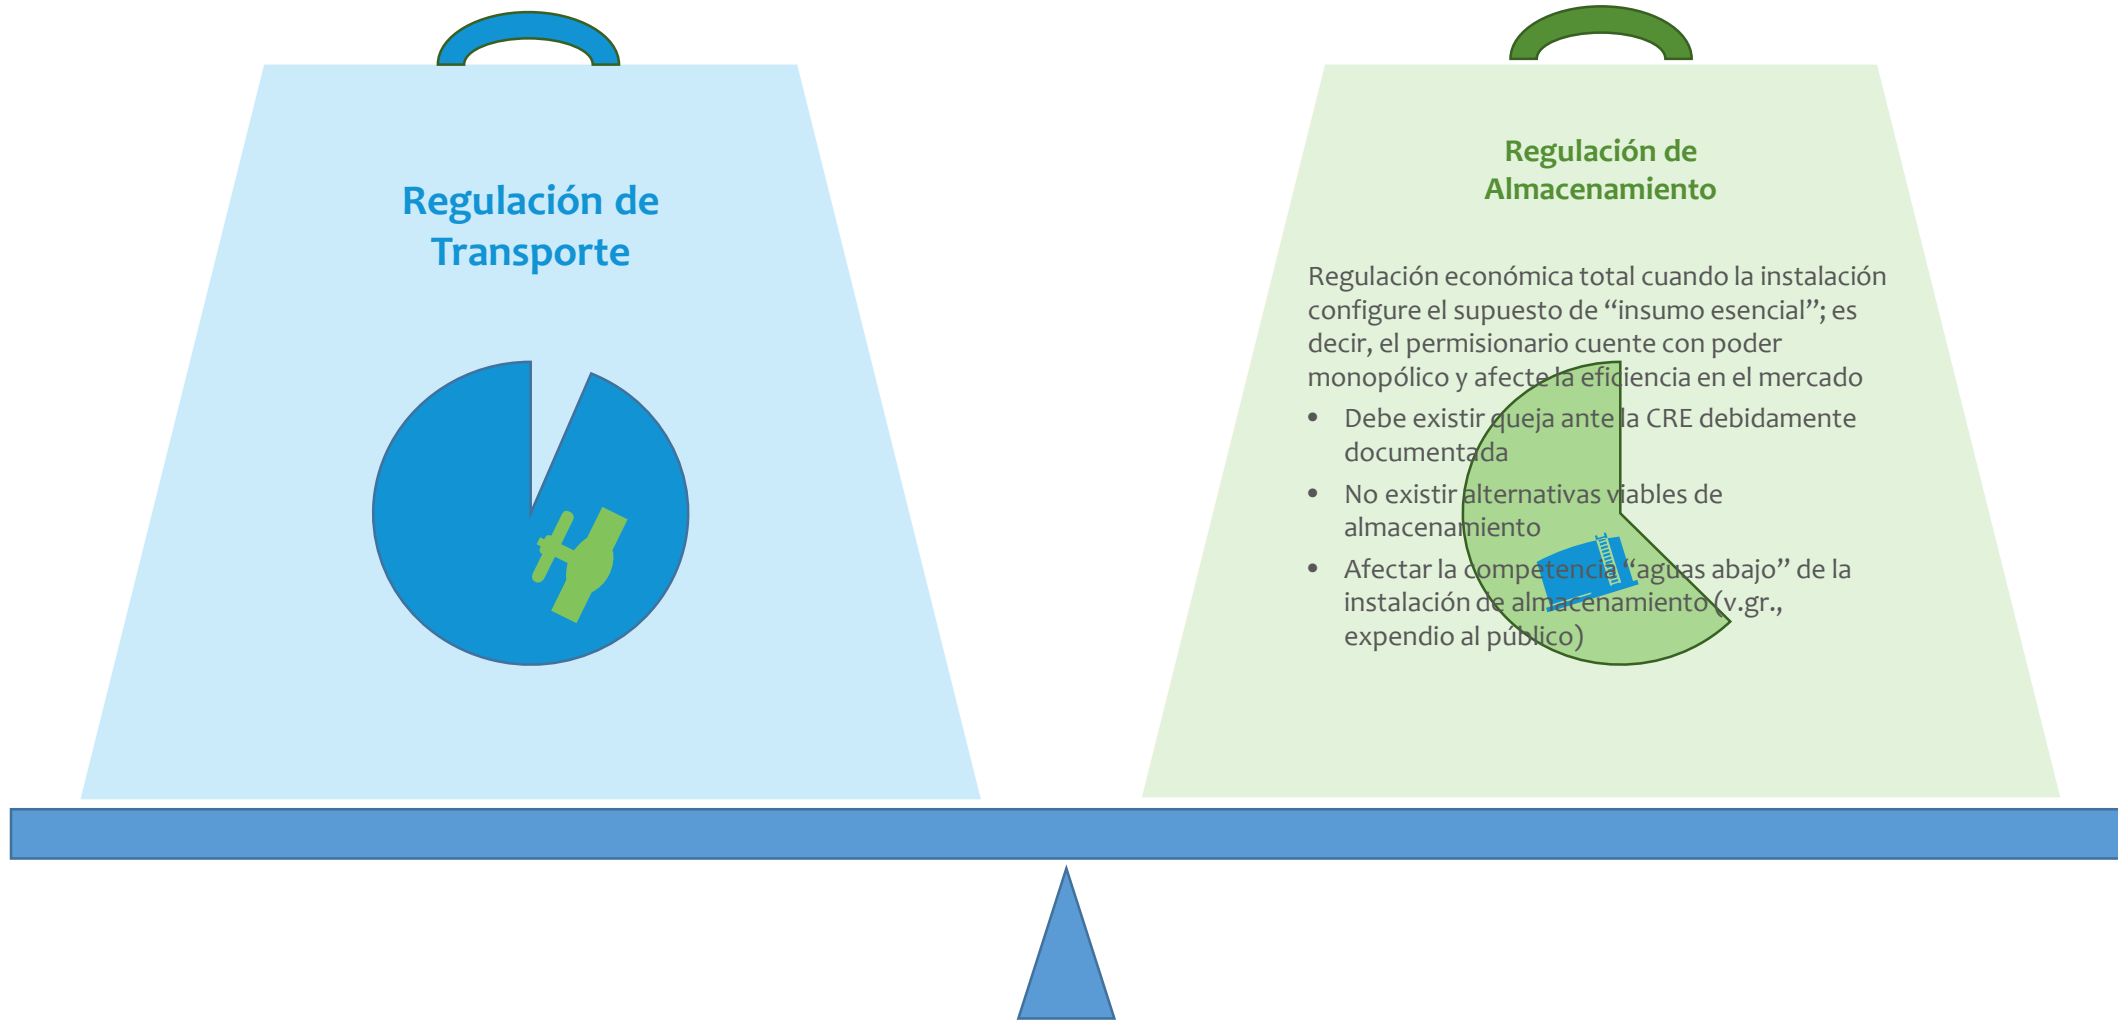 Regulación de
Transporte
Regulación de
Almacenamiento
Regulación económica total cuando la instalación
configure el supuesto de “insumo esencial”; es
decir, el permisionario cuente con poder
monopólico y afecte la eficiencia en el mercado
• Debe existir queja ante la CRE debidamente
documentada
• No existir alternativas viables de
almacenamiento
• Afectar la competencia “aguas abajo” de la
instalación de almacenamiento (v.gr.,
expendio al público)